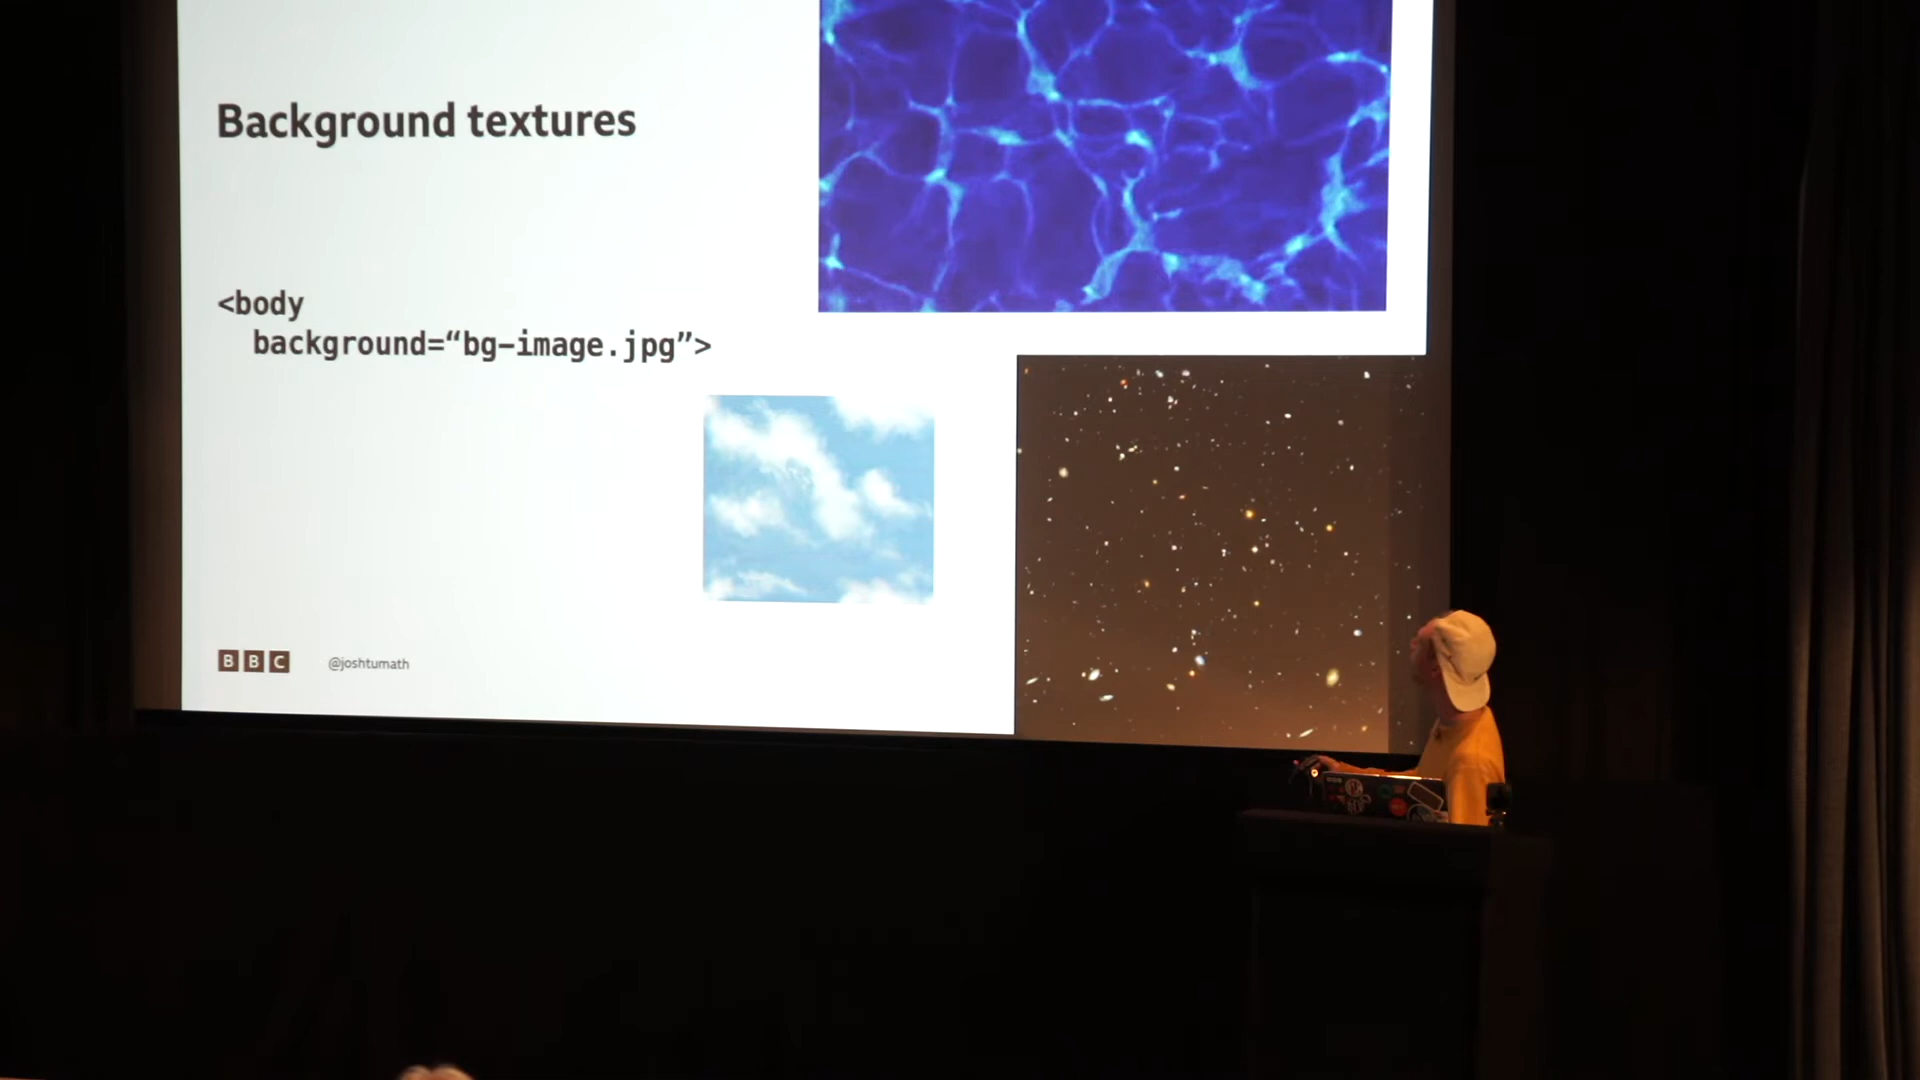 Background textures
<body
background=“bg-image.jpg”>
BBC
@joshtumath